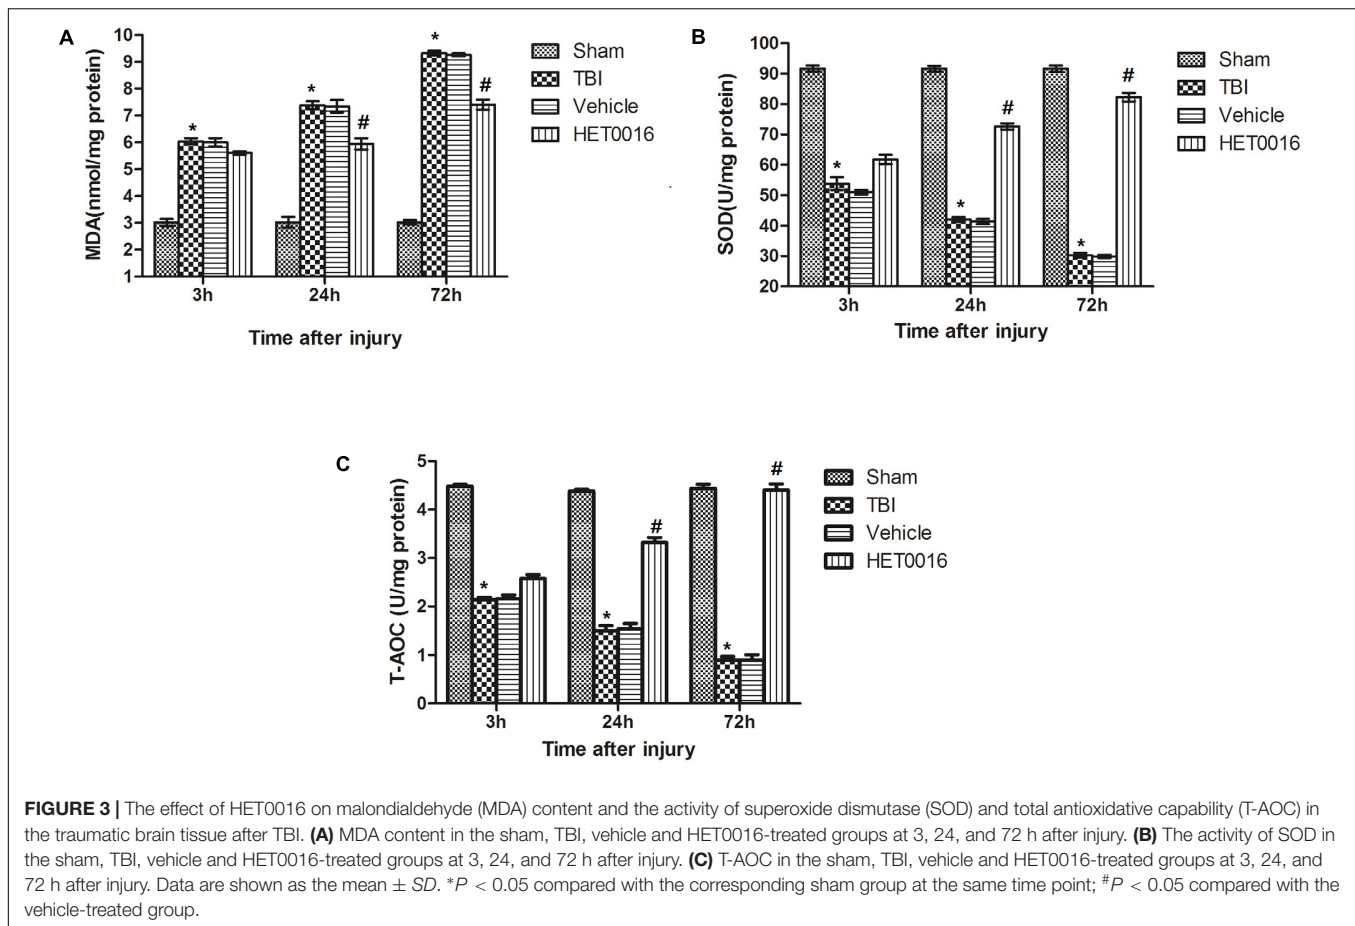 A
MDA(nmol/mg protein)
10
9
8
7
6
5
4
3
2
1
*
*
#
*
#
3h
24h
72h
Time after injury
Sham
TBI
Vehicle
HET0016
B
SOD(U/mg protein)
100
90
80
70
60
50
40
30
20
*
*
#
*
#
3h
24h
72h
Time after injury
Sham
TBI
Vehicle
HET0016
C
T-AOC (U/mg protein)
5
4
3
2
1
0
*
*
#
*
#
3h
24h
72h
Time after injury
Sham
TBI
Vehicle
HET0016
FIGURE 3 | The effect of HET0016 on malondialdehyde (MDA) content and the activity of superoxide dismutase (SOD) and total antioxidative capability (T-AOC) in
the traumatic brain tissue after TBI. (A) MDA content in the sham, TBI, vehicle and HET0016-treated groups at 3, 24, and 72 h after injury. (B) The activity of SOD in
the sham, TBI, vehicle and HET0016-treated groups at 3, 24, and 72 h after injury. (C) T-AOC in the sham, TBI, vehicle and HET0016-treated groups at 3, 24, and
72 h after injury. Data are shown as the mean ± SD. *P < 0.05 compared with the corresponding sham group at the same time point; #P < 0.05 compared with the
vehicle-treated group.